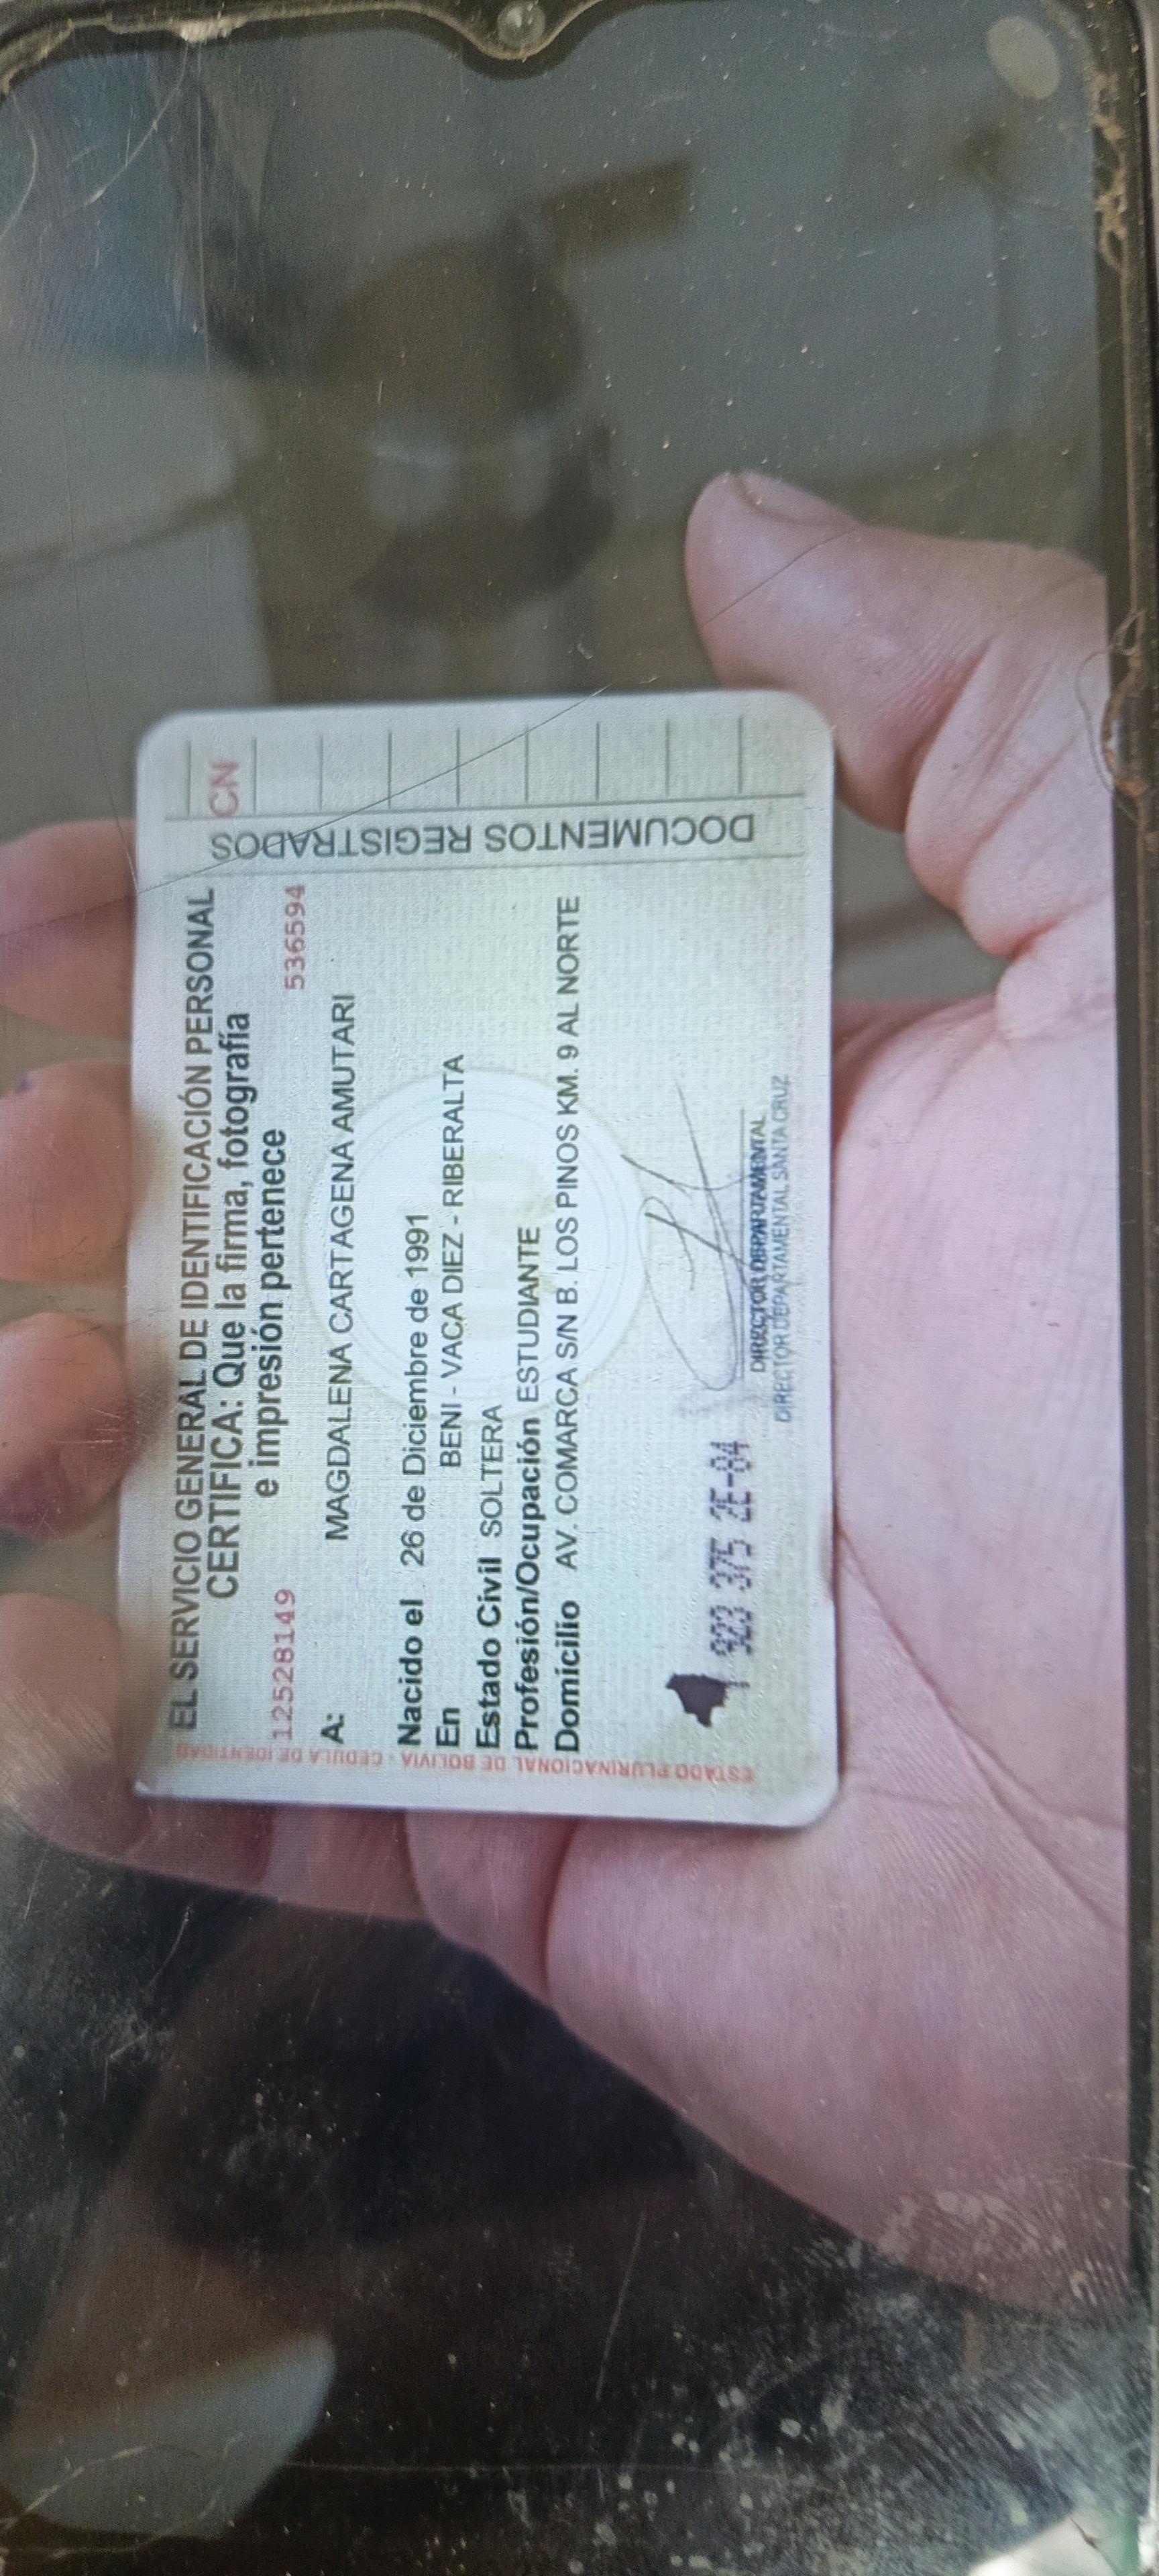 EL SERVICIO GENERAL DE IDENTIFICACIÓN PERSONAL
CERTIFICA: Que la firma, fotografía
e impresión pertenece
12528149
536594
A: MAGDALENA CARTAGENA AMUTARI
Nacido el 26 de Diciembre de 1991
En BENI - VACA DIEZ - RIBERALTA
Estado Civil SOLTERA
Profesión/Ocupación ESTUDIANTE
Domicilio AV. COMARCA S/N B. LOS PINOS KM. 9 AL NORTE
923 375 2E-84
DIRECTOR DEPARTAMENTAL
DIRECTOR DEPARTAMENTAL SANTA CRUZ
DOCUMENTOS REGISTRADOS
CN
ESTADO PLURINACIONAL DE BOLIVIA - CEDULA DE IDENTIDAD